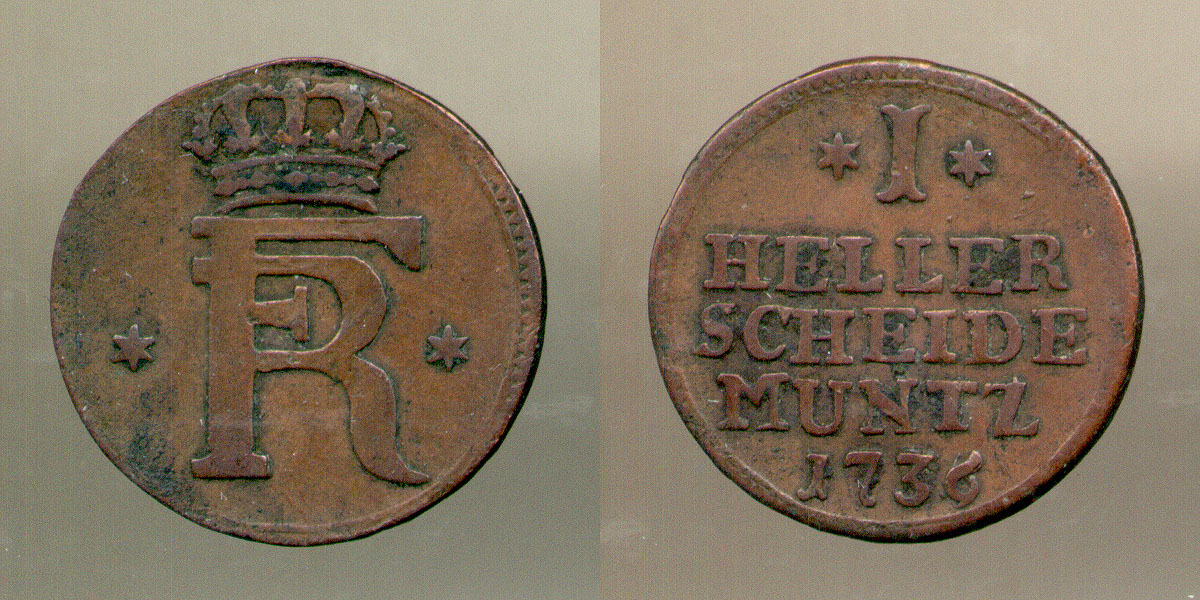 FR
I
HELLER
SCHEIDE
MUNTZ
1736